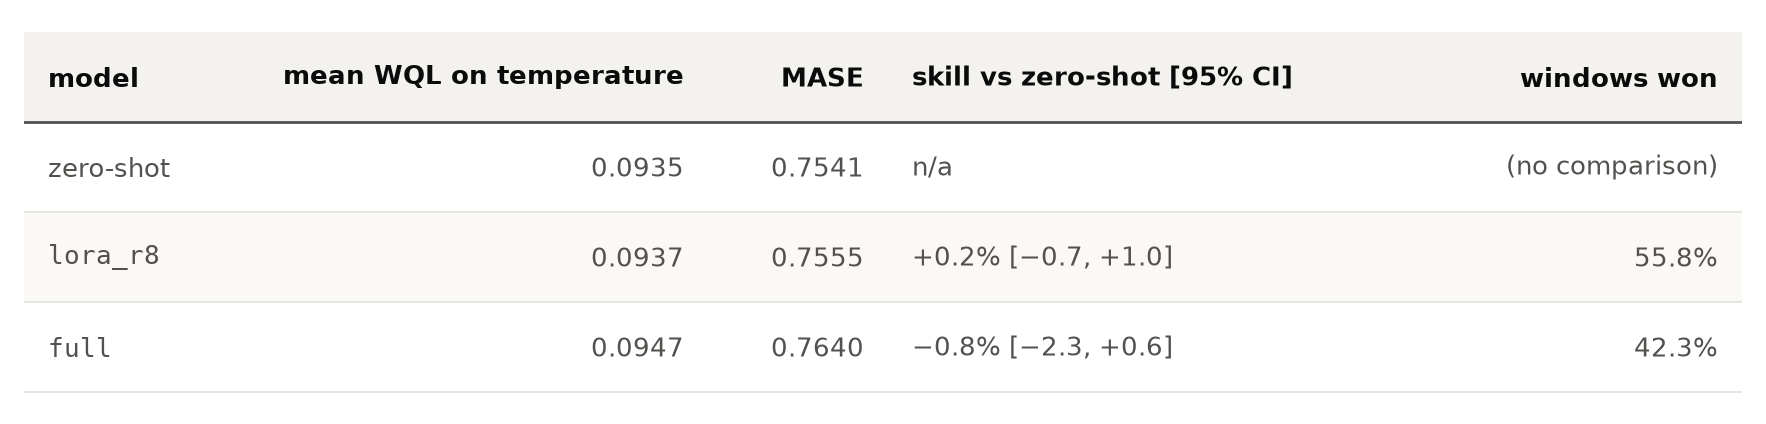 model mean WQL on temperature MASE skill vs zero-shot [95% CI] windows won
zero-shot 0.0935 0.7541 n/a (no comparison)
lora_r8 0.0937 0.7555 +0.2% [−0.7, +1.0] 55.8%
full 0.0947 0.7640 −0.8% [−2.3, +0.6] 42.3%